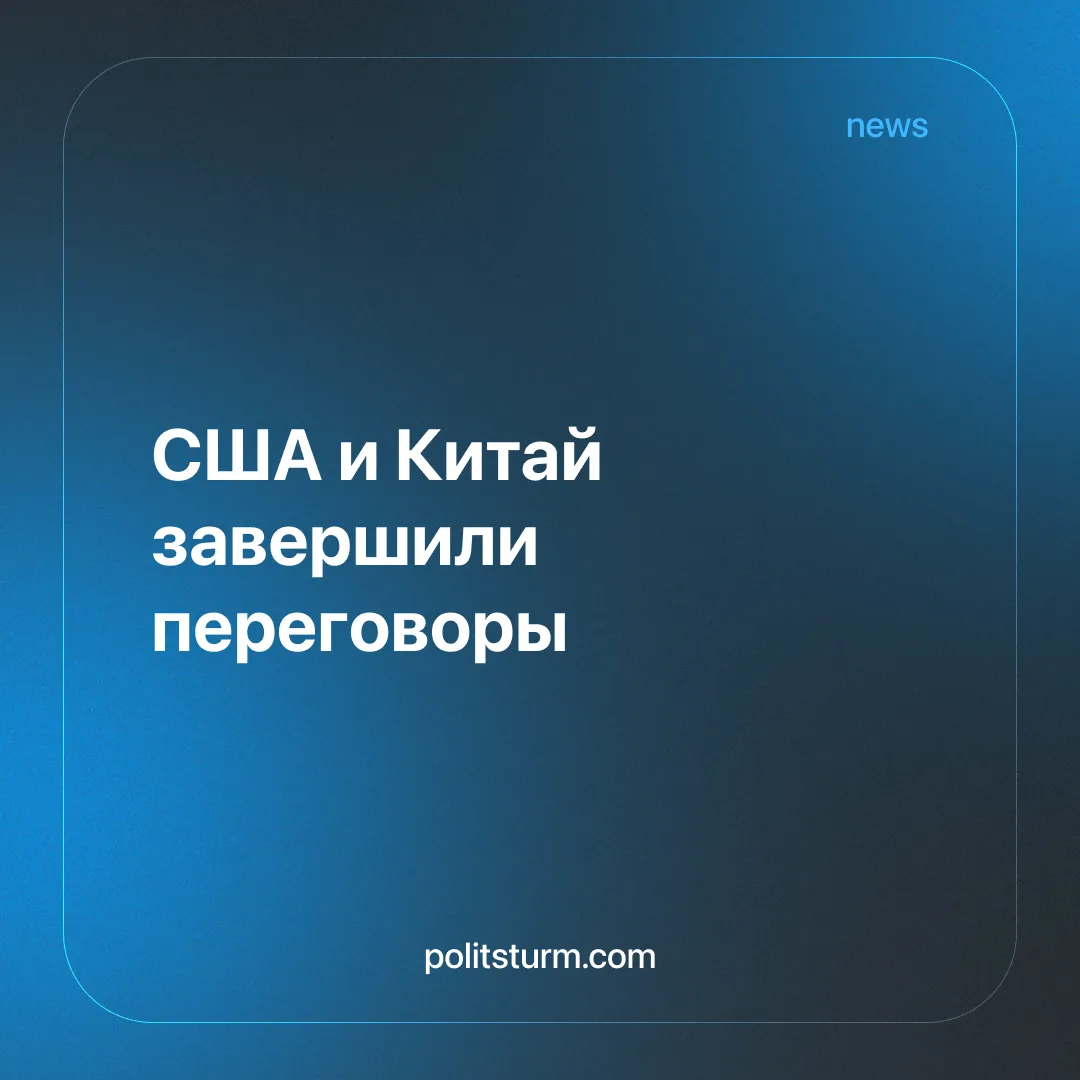 news
США и Китай
завершили
переговоры
politsturm.com